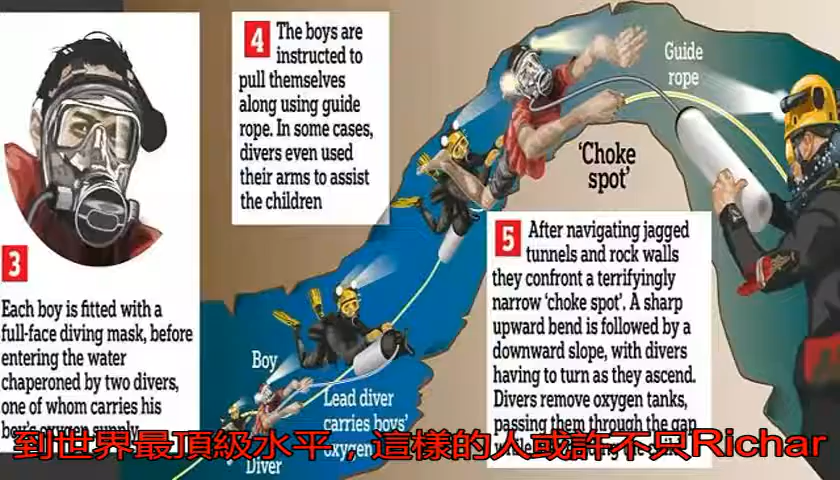 3
Each boy is fitted with a
full-face diving mask, before
entering the water
chaperoned by two divers,
one of whom carries his
boy's oxygen supply
4
The boys are
instructed to
pull themselves
along using guide
rope. In some cases,
divers even used
their arms to assist
the children
Guide
rope
'Choke
spot'
5
After navigating jagged
tunnels and rock walls
they confront a terrifyingly
narrow 'choke spot'. A sharp
upward bend is followed by a
downward slope, with divers
having to turn as they ascend.
Divers remove oxygen tanks,
passing them through the gap
Boy
Lead diver
carries boys'
oxygen
Diver
到世界最頂級水平，這樣的人或許不只Richar